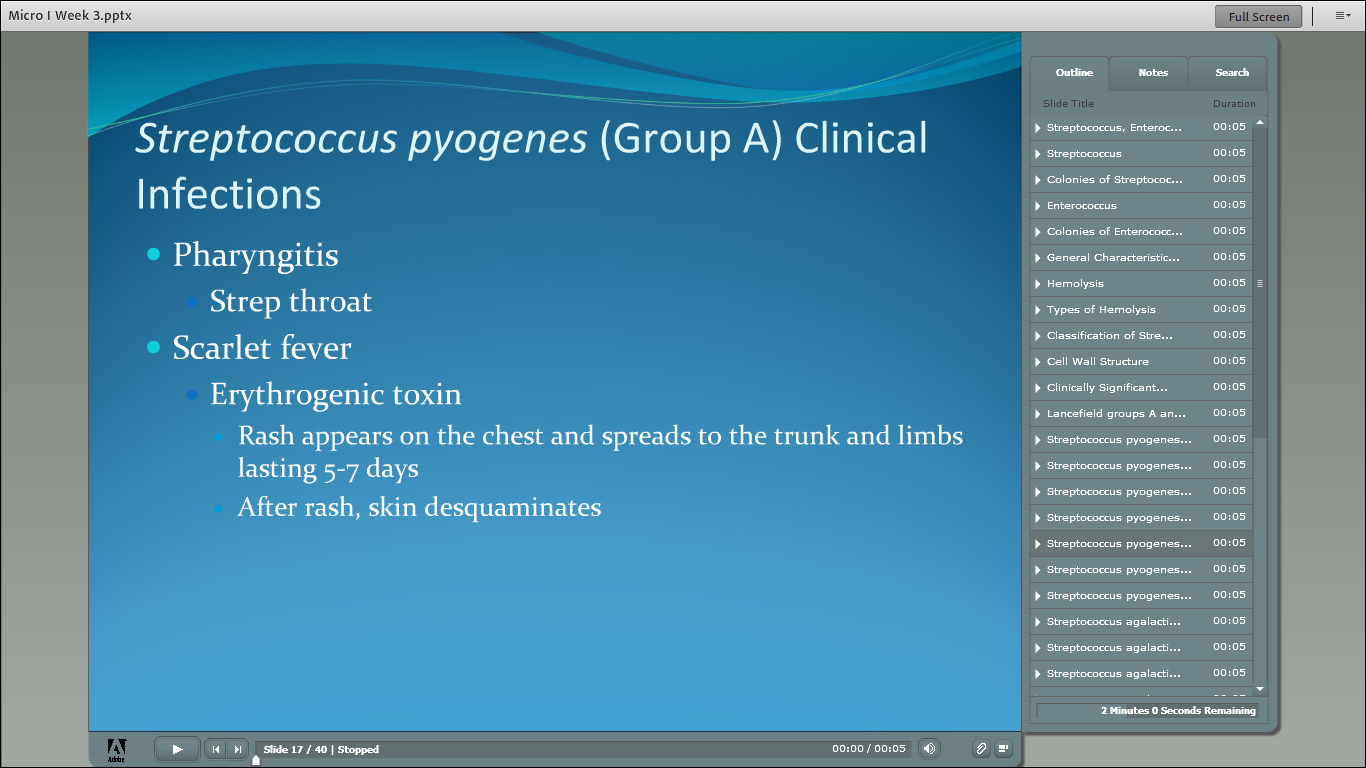 Micro I Week 3.pptx
Full Screen
Streptococcus pyogenes (Group A) Clinical
Infections
Pharyngitis
Strep throat
Scarlet fever
Erythrogenic toxin
Rash appears on the chest and spreads to the trunk and limbs
lasting 5-7 days
After rash, skin desquaminates
Outline Notes Search
Slide Title Duration
Streptococcus, Enteroc... 00:05
Streptococcus 00:05
Colonies of Streptococ... 00:05
Enterococcus 00:05
Colonies of Enterococc... 00:05
General Characteristic... 00:05
Hemolysis 00:05
Types of Hemolysis 00:05
Classification of Stre... 00:05
Cell Wall Structure 00:05
Clinically Significant... 00:05
Lancefield groups A an... 00:05
Streptococcus pyogenes... 00:05
Streptococcus pyogenes... 00:05
Streptococcus pyogenes... 00:05
Streptococcus pyogenes... 00:05
Streptococcus pyogenes... 00:05
Streptococcus pyogenes... 00:05
Streptococcus pyogenes... 00:05
Streptococcus agalacti... 00:05
Streptococcus agalacti... 00:05
Streptococcus agalacti... 00:05
2 Minutes 0 Seconds Remaining
Adobe
Slide 17 / 40 | Stopped 00:00 / 00:05